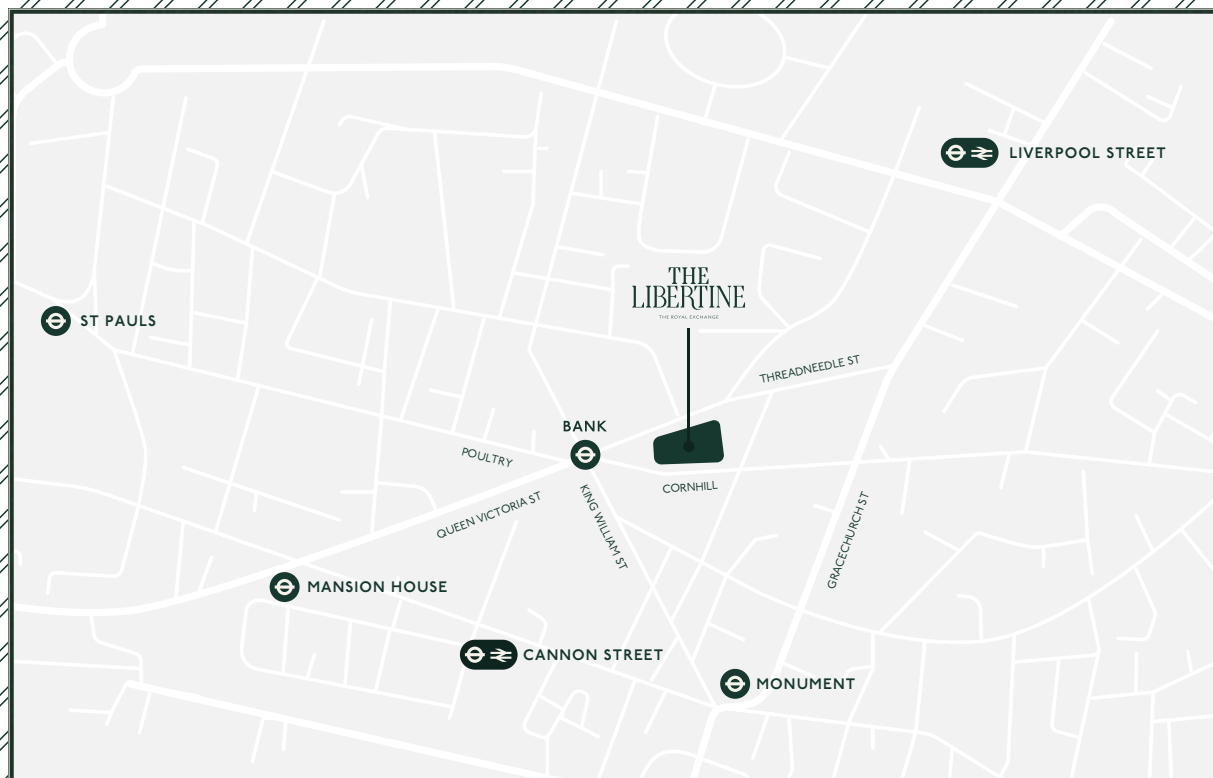 LIVERPOOL STREET
THE
LIBERTINE
THE ROYAL EXCHANGE
ST PAULS
THREADNEEDLE ST
BANK
POULTRY
CORNHILL
QUEEN VICTORIA ST
KING WILLIAM ST
GRACECHURCH ST
MANSION HOUSE
CANNON STREET
MONUMENT